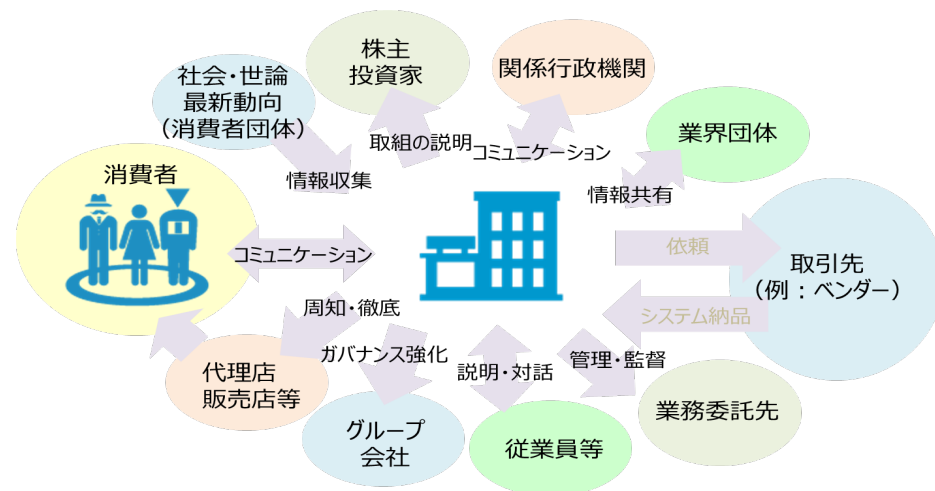 株主
投資家
関係行政機関
社会・世論
最新動向
（消費者団体）
業界団体
取組の説明
コミュニケーション
消費者
情報収集
情報共有
コミュニケーション
依頼
取引先
（例：ベンダー）
周知・徹底
システム納品
ガバナンス強化
説明・対話
管理・監督
代理店
販売店等
業務委託先
グループ
会社
従業員等